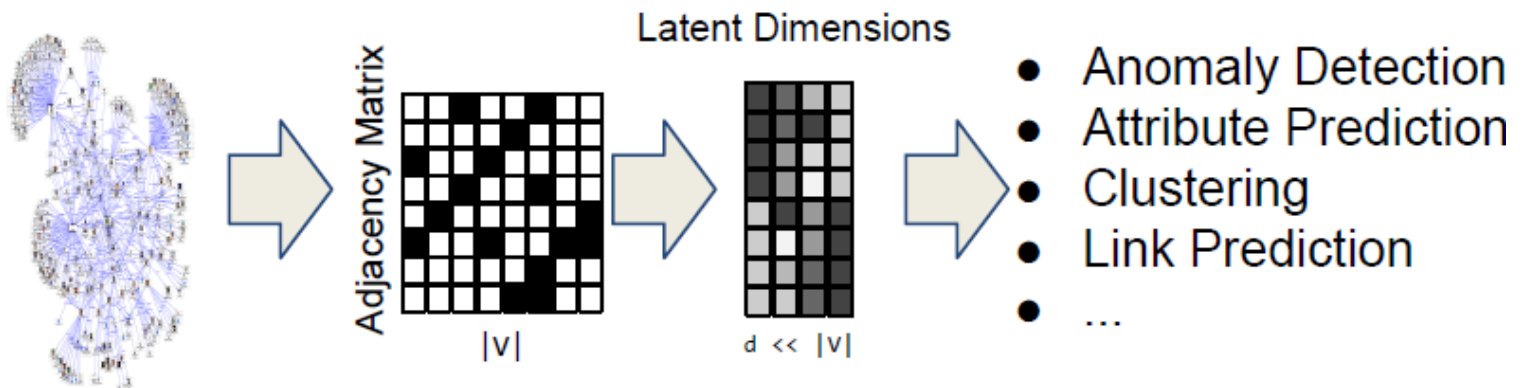 Latent Dimensions
Adjacency Matrix
|V|
d << |V|
● Anomaly Detection
● Attribute Prediction
● Clustering
● Link Prediction
● ...